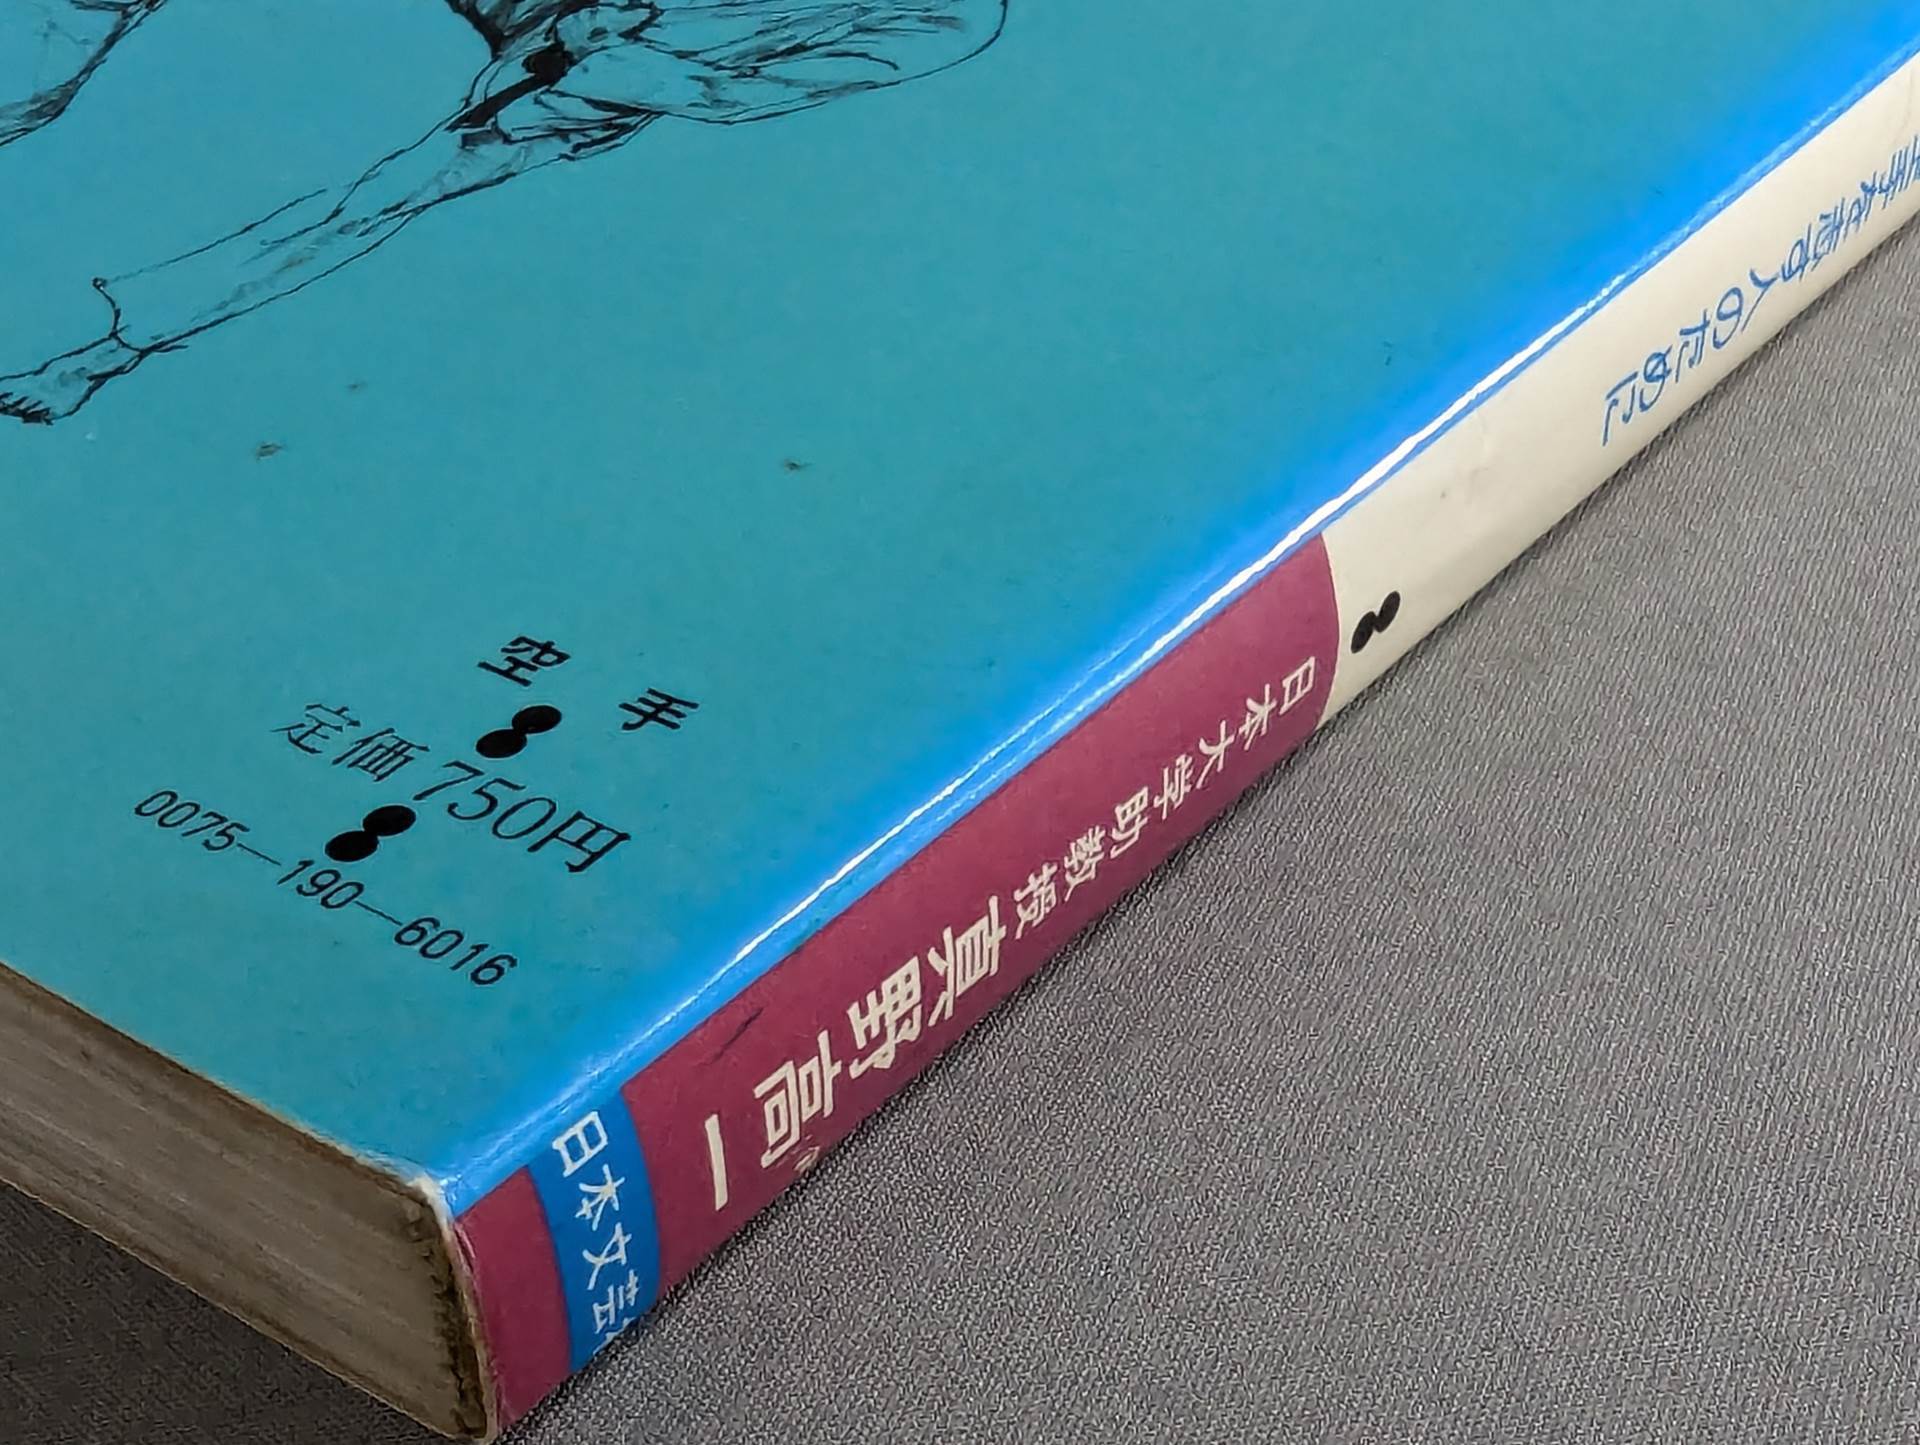 空手
定価750円
0075-190-6016
人のために
日本大学助教授 真野高一
日本文芸